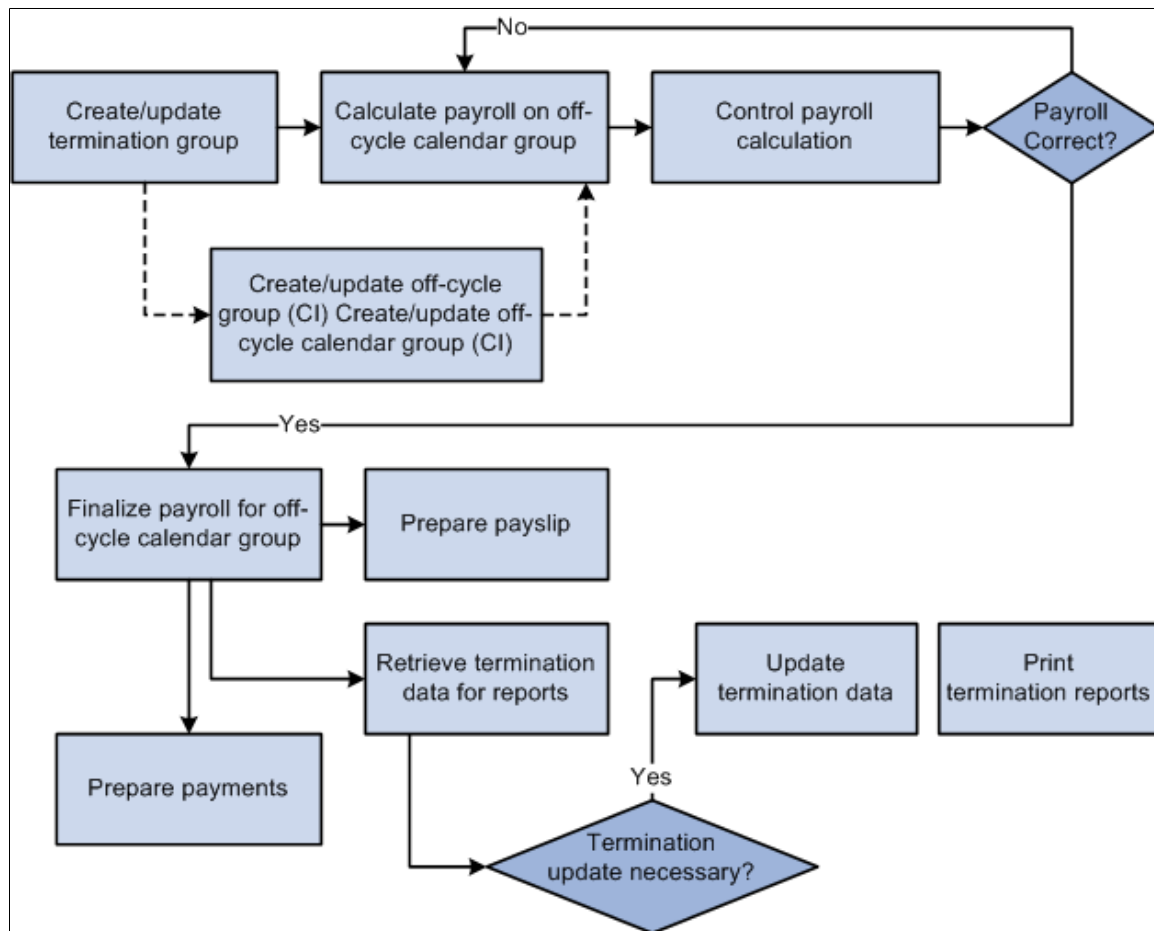 No
Create/update
termination group
Calculate payroll on off-
cycle calendar group
Control payroll
calculation
Payroll
Correct?
Create/update off-cycle
group (CI) Create/update off-
cycle calendar group (CI)
Yes
Finalize payroll for off-
cycle calendar group
Prepare payslip
Retrieve termination
data for reports
Update
termination data
Print
termination reports
Prepare payments
Yes
Termination
update necessary?